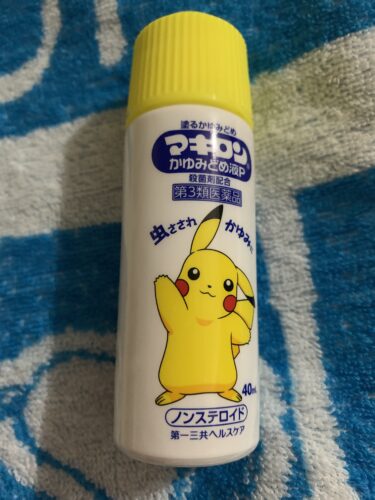 塗るかゆみどめ
マキロン
かゆみどめ液P
殺菌剤配合
第3類医薬品
虫さされ かゆみに
40mL
ノンステロイド
第一三共ヘルスケア